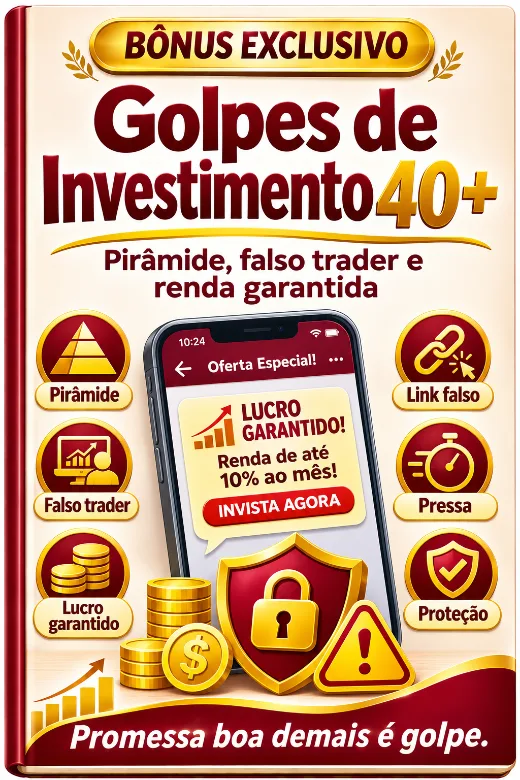 BÔNUS EXCLUSIVO
Golpes de
Investimento 40+
Pirâmide, falso trader e
renda garantida
10:24
Oferta Especial!
LUCRO
GARANTIDO!
Renda de até
10% ao mês!
INVISTA AGORA
Pirâmide
Falso trader
Lucro
garantido
Link falso
Pressa
Proteção
$
!
Promessa boa demais é golpe.